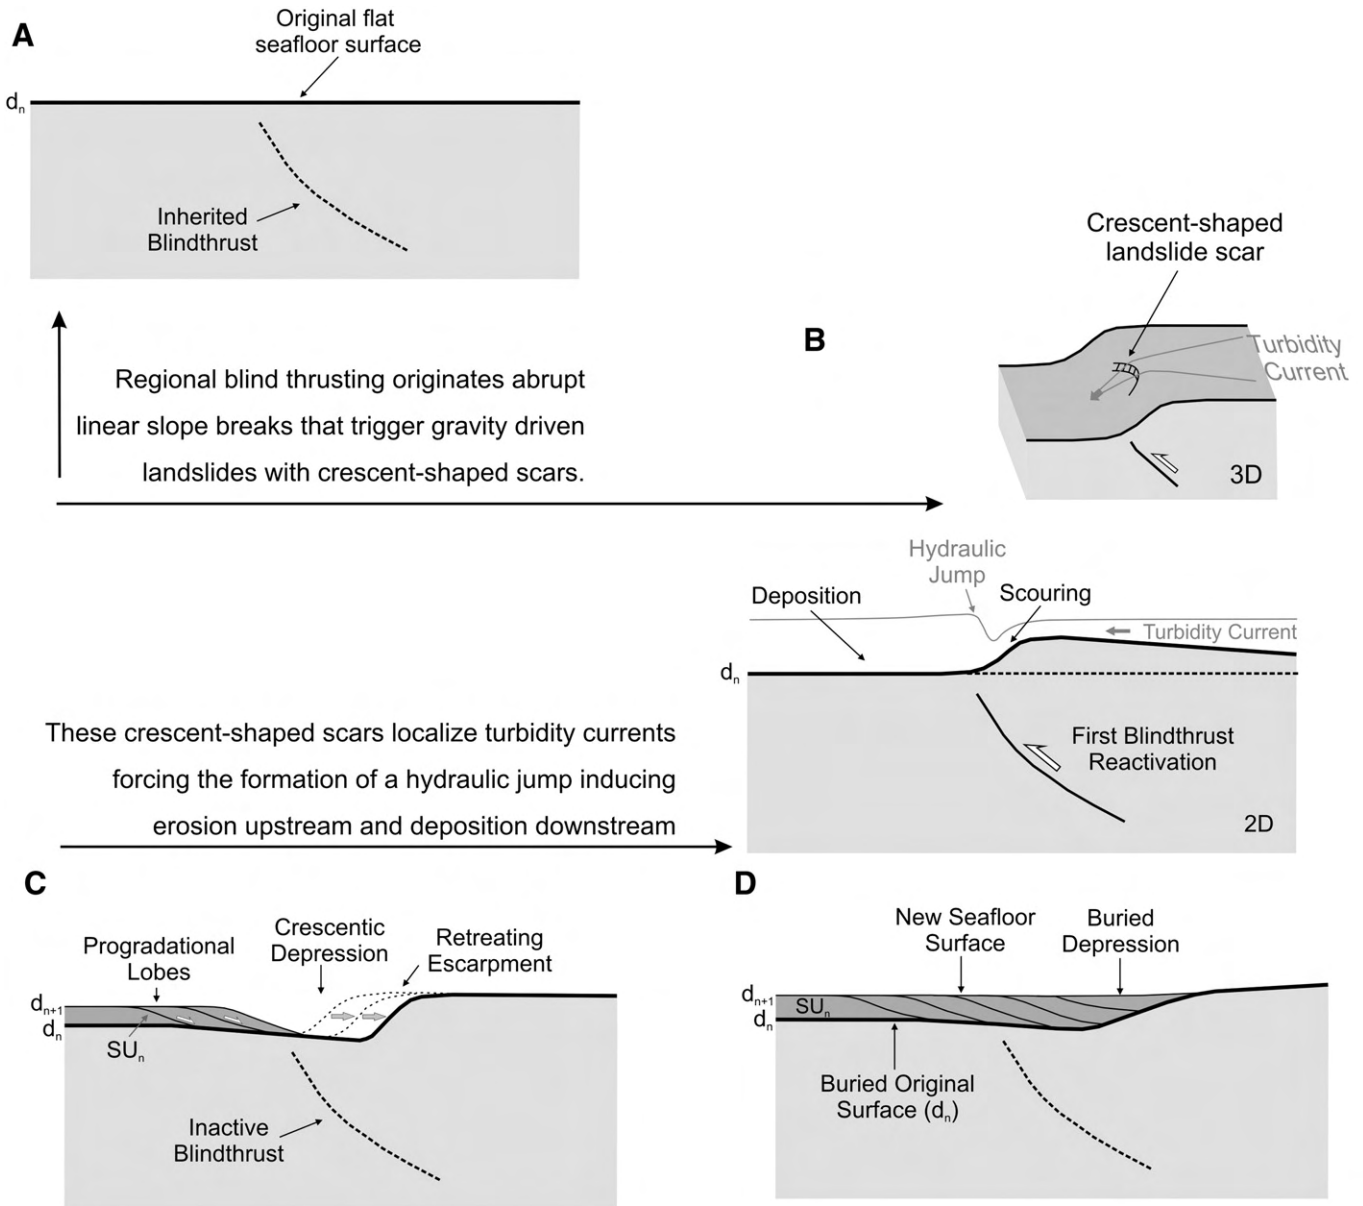 A
Original flat
seafloor surface
dn
Inherited
Blindthrust
Regional blind thrusting originates abrupt
linear slope breaks that trigger gravity driven
landslides with crescent-shaped scars.
B
Crescent-shaped
landslide scar
Turbidity
Current
3D
Hydraulic
Jump
Deposition
Scouring
Turbidity Current
dn
First Blindthrust
Reactivation
2D
These crescent-shaped scars localize turbidity currents
forcing the formation of a hydraulic jump inducing
erosion upstream and deposition downstream
C
Progradational
Lobes
Crescentic
Depression
Retreating
Escarpment
dn+1
dn
SUn
Inactive
Blindthrust
D
New Seafloor
Surface
Buried
Depression
dn+1
SUn
dn
Buried Original
Surface (dn)